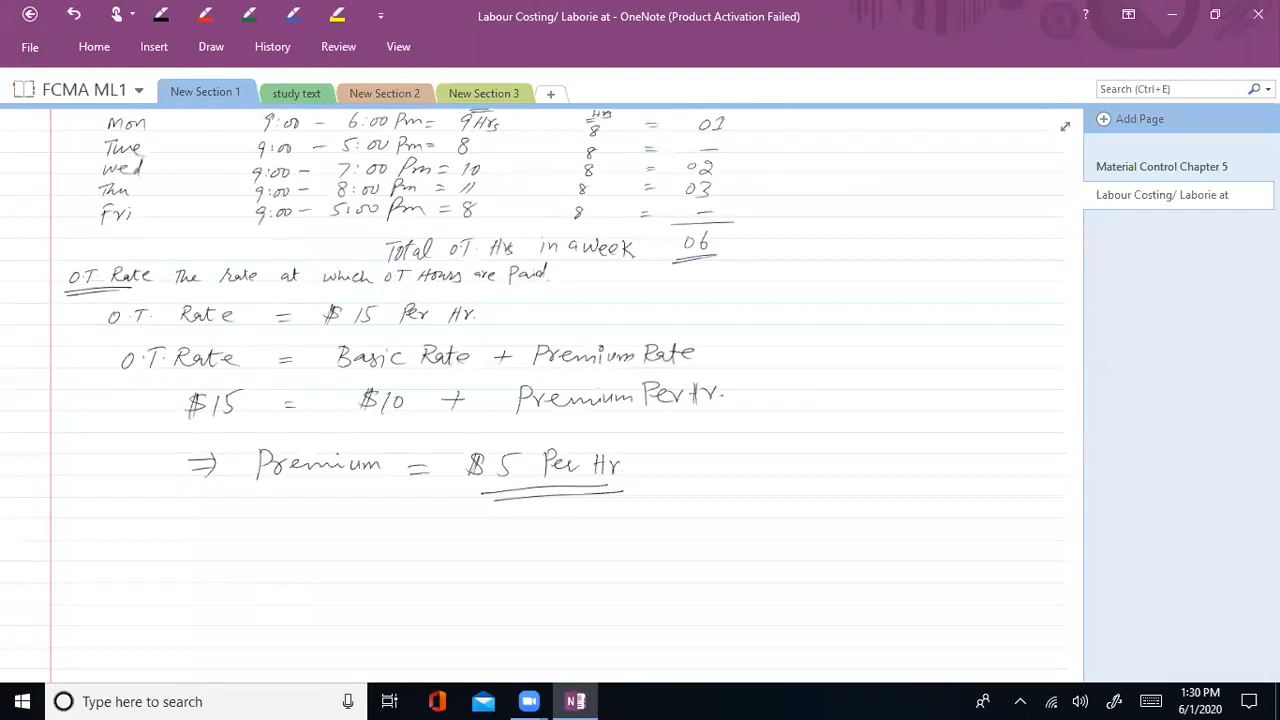 Labour Costing/ Laborie at - OneNote (Product Activation Failed)
File Home Insert Draw History Review View
FCMA ML1 New Section 1 study text New Section 2 New Section 3
Search (Ctrl+E)
Add Page
Material Control Chapter 5
Labour Costing/ Laborie at
Hrs
Mon 9:00 - 6:00 Pm = 9 Hrs 8 = 01
Tue 9:00 - 5:00 Pm = 8 8 = -
Wed 9:00 - 7:00 Pm = 10 8 = 02
Thu 9:00 - 8:00 Pm = 11 8 = 03
Fri 9:00 - 5:00 Pm = 8 8 = -
Total OT. Hrs in a week 06
O.T. Rate The rate at which OT Hours are Paid.
O.T. Rate = $15 Per Hr.
O.T. Rate = Basic Rate + Premium Rate
$15 = $10 + Premium Per Hr.
⇒ Premium = $5 Per Hr.
Type here to search
1:30 PM
6/1/2020